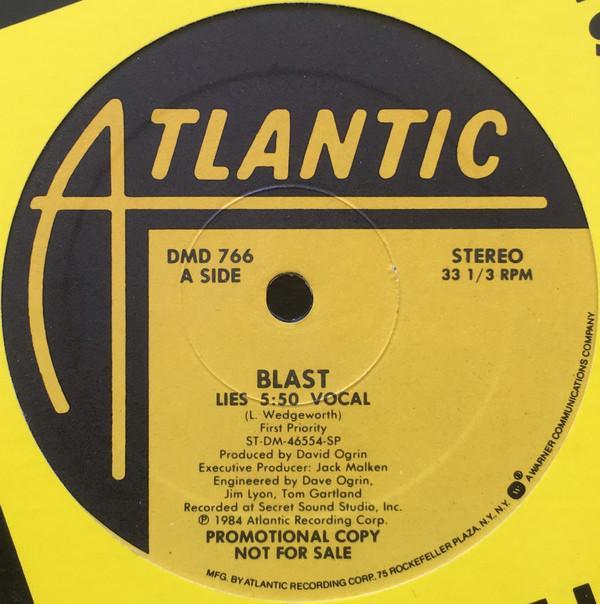 ATLANTIC
DMD 766
A SIDE
STEREO
33 1/3 RPM
BLAST
LIES 5:50 VOCAL
(L. Wedgeworth)
First Priority
ST-DM-46554-SP
Produced by David Ogrin
Executive Producer: Jack Malken
Engineered by Dave Ogrin,
Jim Lyon, Tom Gartland
Recorded at Secret Sound Studio, Inc.
℗ 1984 Atlantic Recording Corp.
PROMOTIONAL COPY
NOT FOR SALE
MFG. BY ATLANTIC RECORDING CORP., 75 ROCKEFELLER PLAZA, N.Y., N.Y. ® A WARNER COMMUNICATIONS COMPANY